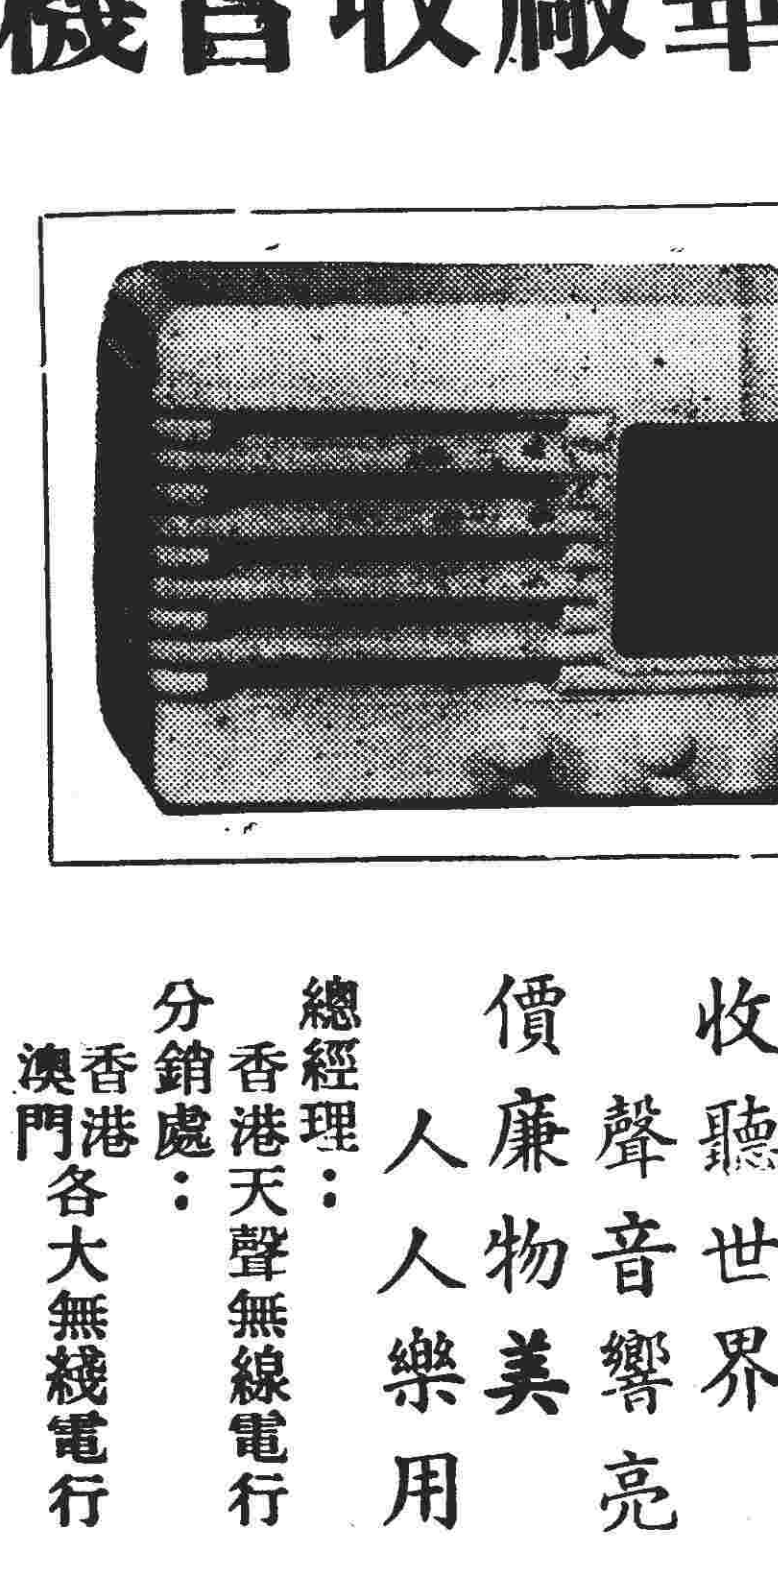 華廠收音機
收聽世界
聲音響亮
價廉物美
人人樂用
總經理：
香港天聲無線電行
分銷處：
香港
澳門
各大無綫電行